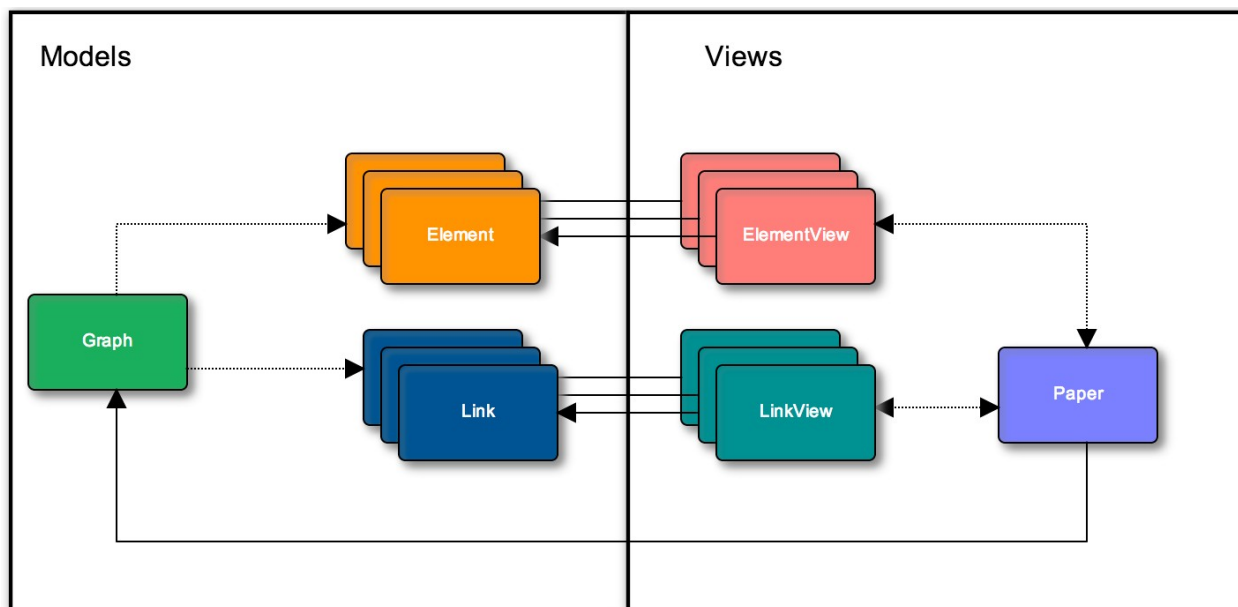 Models
Views
Element
ElementView
Graph
Paper
Link
LinkView